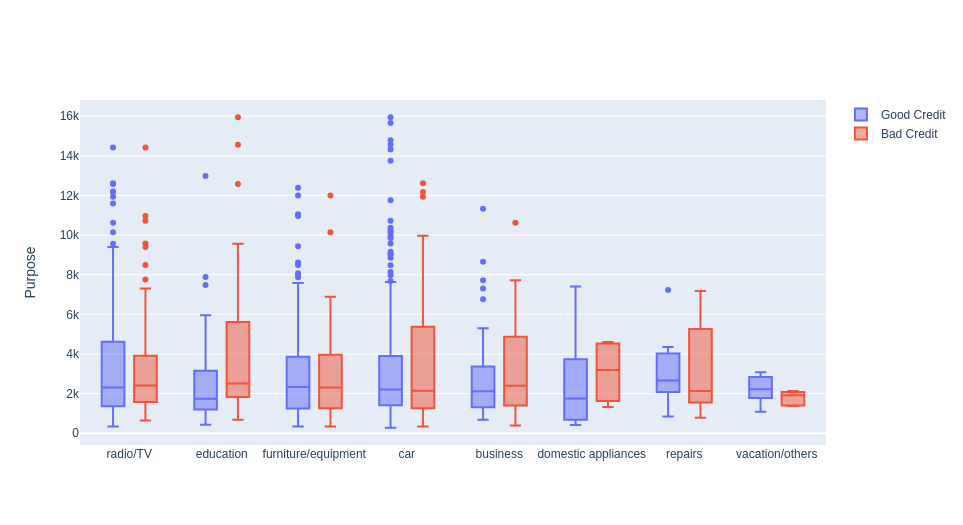 Good Credit
Bad Credit
Purpose
16k
14k
12k
10k
8k
6k
4k
2k
0
radio/TV education furniture/equipment car business domestic appliances repairs vacation/others